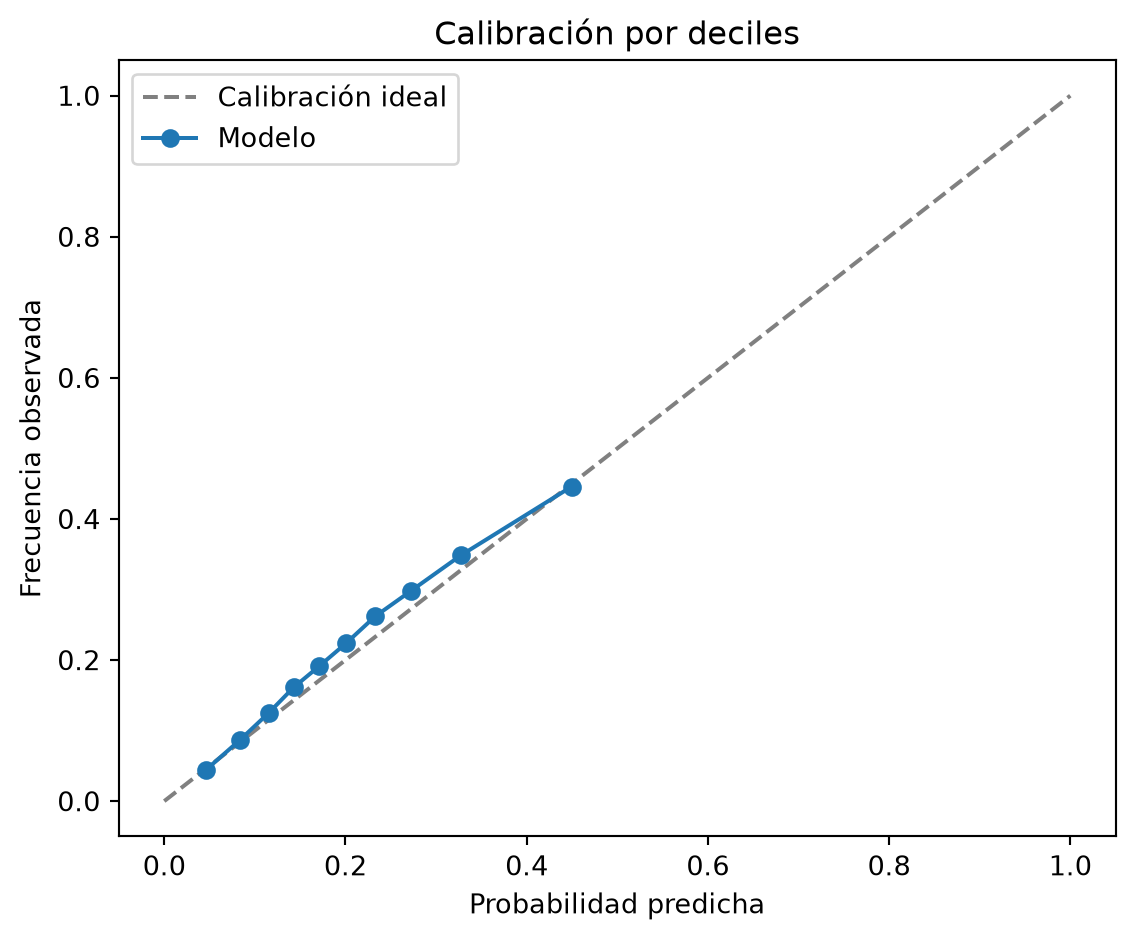 Calibración por deciles
Calibración ideal
Modelo
1.0
0.8
0.6
0.4
0.2
0.0
Frecuencia observada
0.0 0.2 0.4 0.6 0.8 1.0
Probabilidad predicha